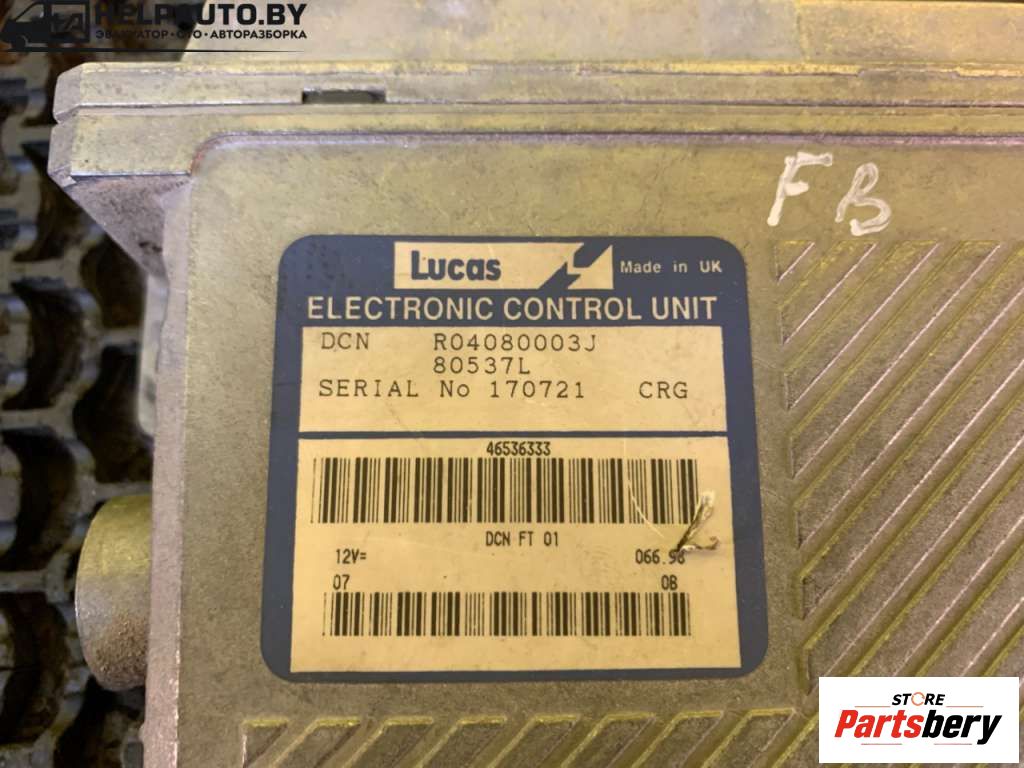 HELPAUTO.BY
ЭВАКУАТОР•СТО•АВТОРАЗБОРКА
FB
Lucas Made in UK
ELECTRONIC CONTROL UNIT
DCN R04080003J
80537L
SERIAL No 170721 CRG
46536333
DCN FT 01
12V= 066.98
07 0B
STORE
Partsbery